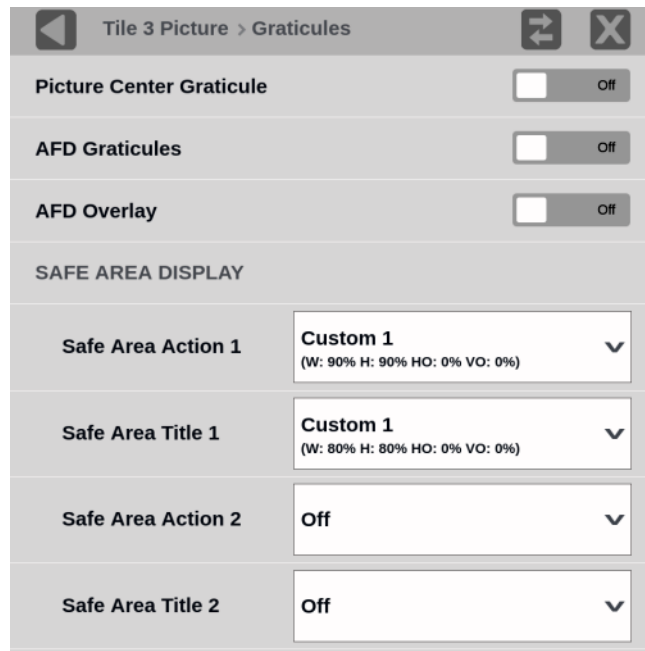 Tile 3 Picture > Graticules
Picture Center Graticule
Off
AFD Graticules
Off
AFD Overlay
Off
SAFE AREA DISPLAY
Safe Area Action 1
Custom 1
(W: 90% H: 90% HO: 0% VO: 0%)
Safe Area Title 1
Custom 1
(W: 80% H: 80% HO: 0% VO: 0%)
Safe Area Action 2
Off
Safe Area Title 2
Off